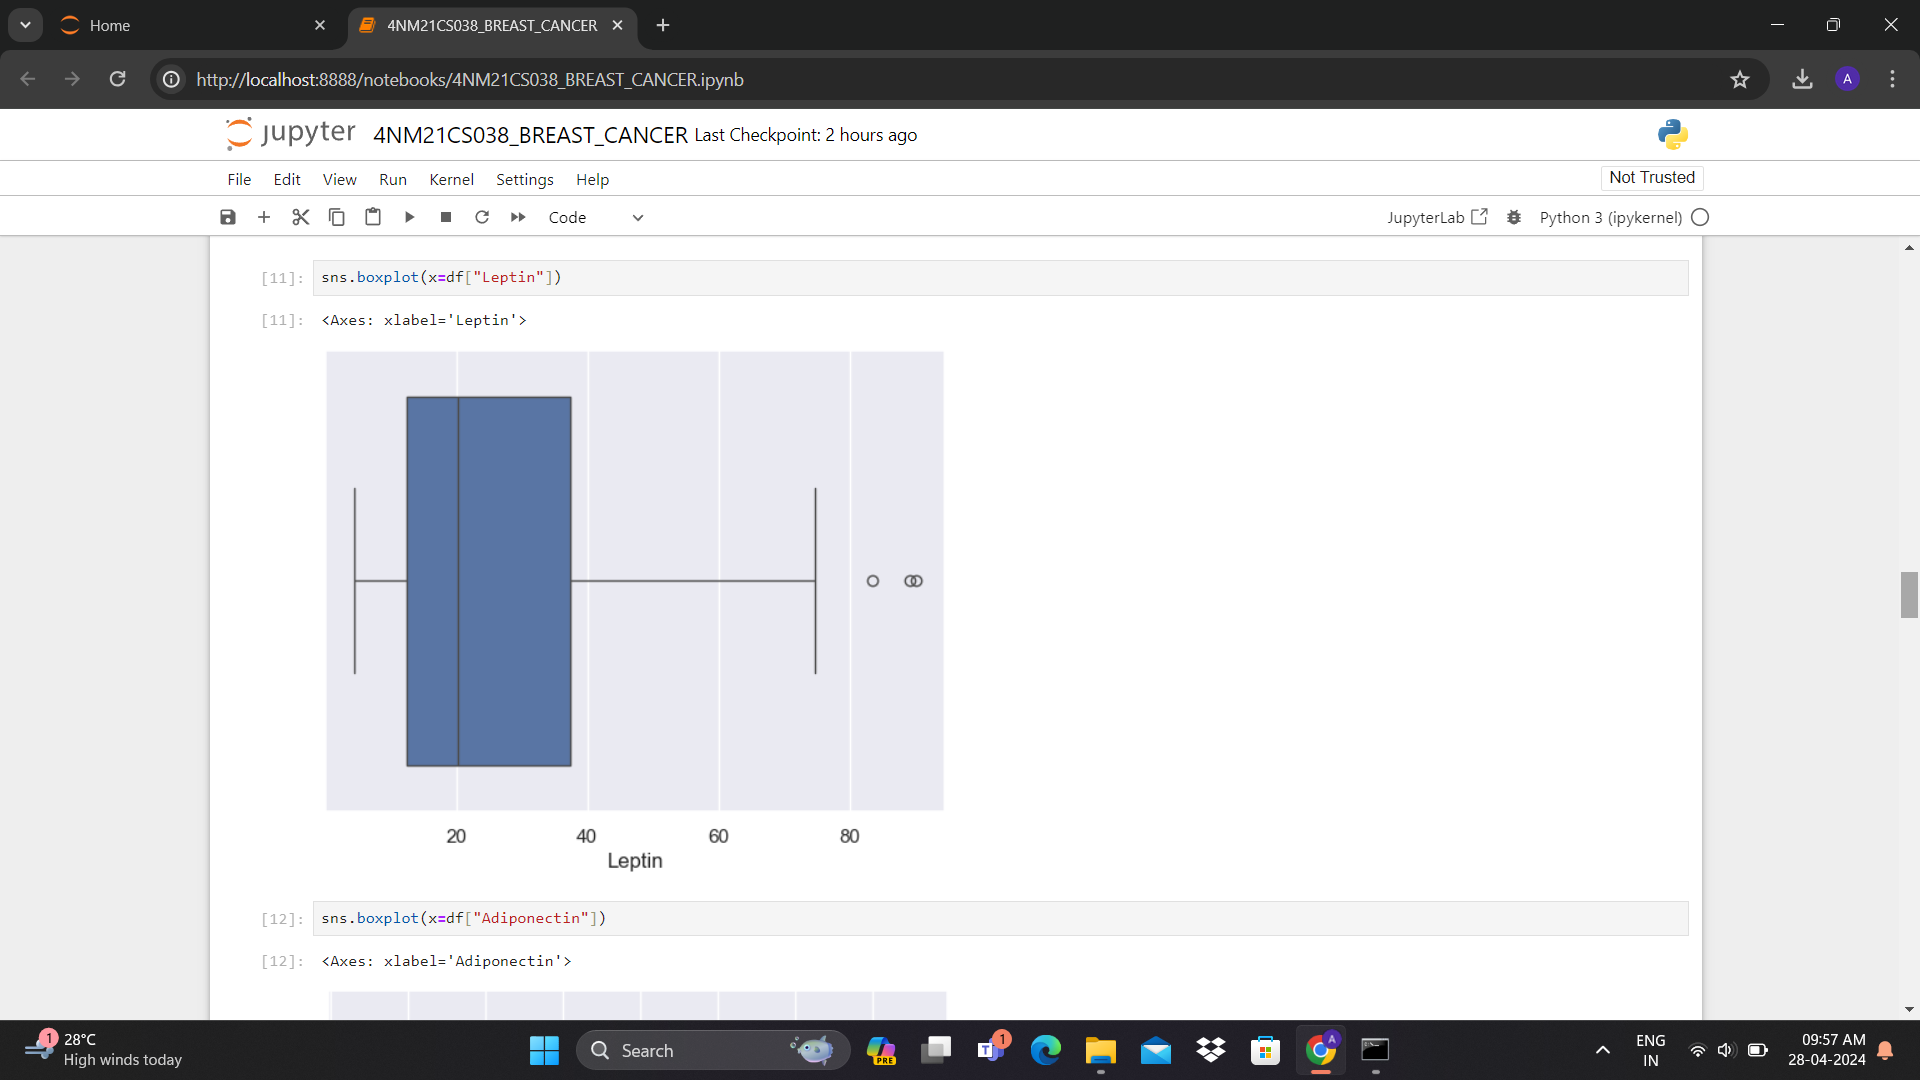 Home
4NM21CS038_BREAST_CANCER
http://localhost:8888/notebooks/4NM21CS038_BREAST_CANCER.ipynb
A
jupyter 4NM21CS038_BREAST_CANCER Last Checkpoint: 2 hours ago
File Edit View Run Kernel Settings Help
Not Trusted
Code
JupyterLab
Python 3 (ipykernel)
[11]: sns.boxplot(x=df["Leptin"])
[11]: <Axes: xlabel='Leptin'>
20 40 60 80
Leptin
[12]: sns.boxplot(x=df["Adiponectin"])
[12]: <Axes: xlabel='Adiponectin'>
1
28°C
High winds today
Search
PRE
T
1
A
ENG
IN
09:57 AM
28-04-2024